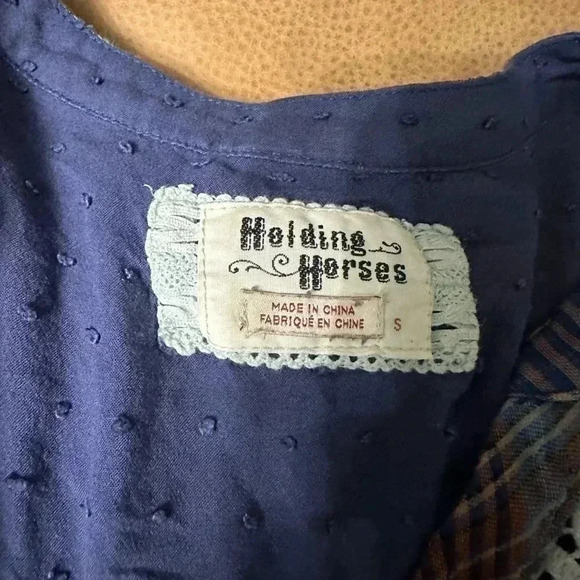 Holding
Horses
MADE IN CHINA
FABRIQUÉ EN CHINE
S